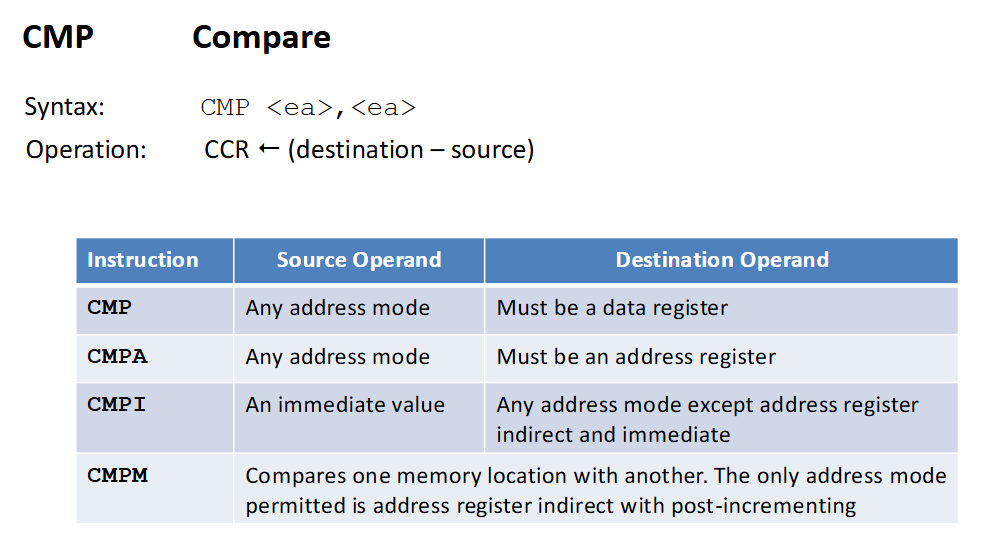 CMP Compare
Syntax: CMP <ea>,<ea>
Operation: CCR ← (destination – source)
Instruction Source Operand Destination Operand
CMP Any address mode Must be a data register
CMPA Any address mode Must be an address register
CMPI An immediate value Any address mode except address register
indirect and immediate
CMPM Compares one memory location with another. The only address mode
permitted is address register indirect with post-incrementing